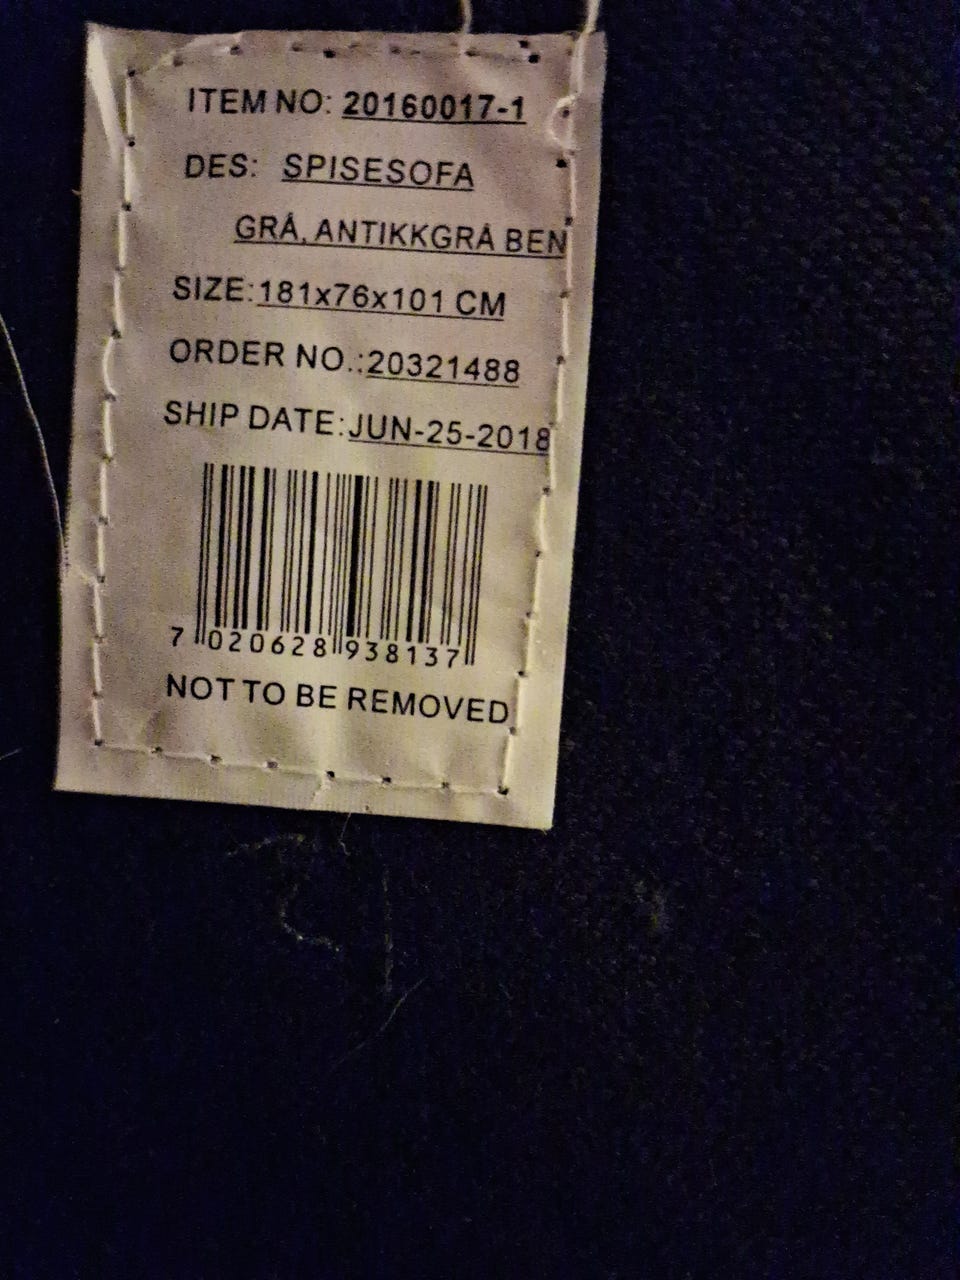 ITEM NO: 20160017-1
DES: SPISESOFA
GRÅ, ANTIKKGRÅ BEN
SIZE:181x76x101 CM
ORDER NO.:20321488
SHIP DATE:JUN-25-2018
7 020628 938137
NOT TO BE REMOVED